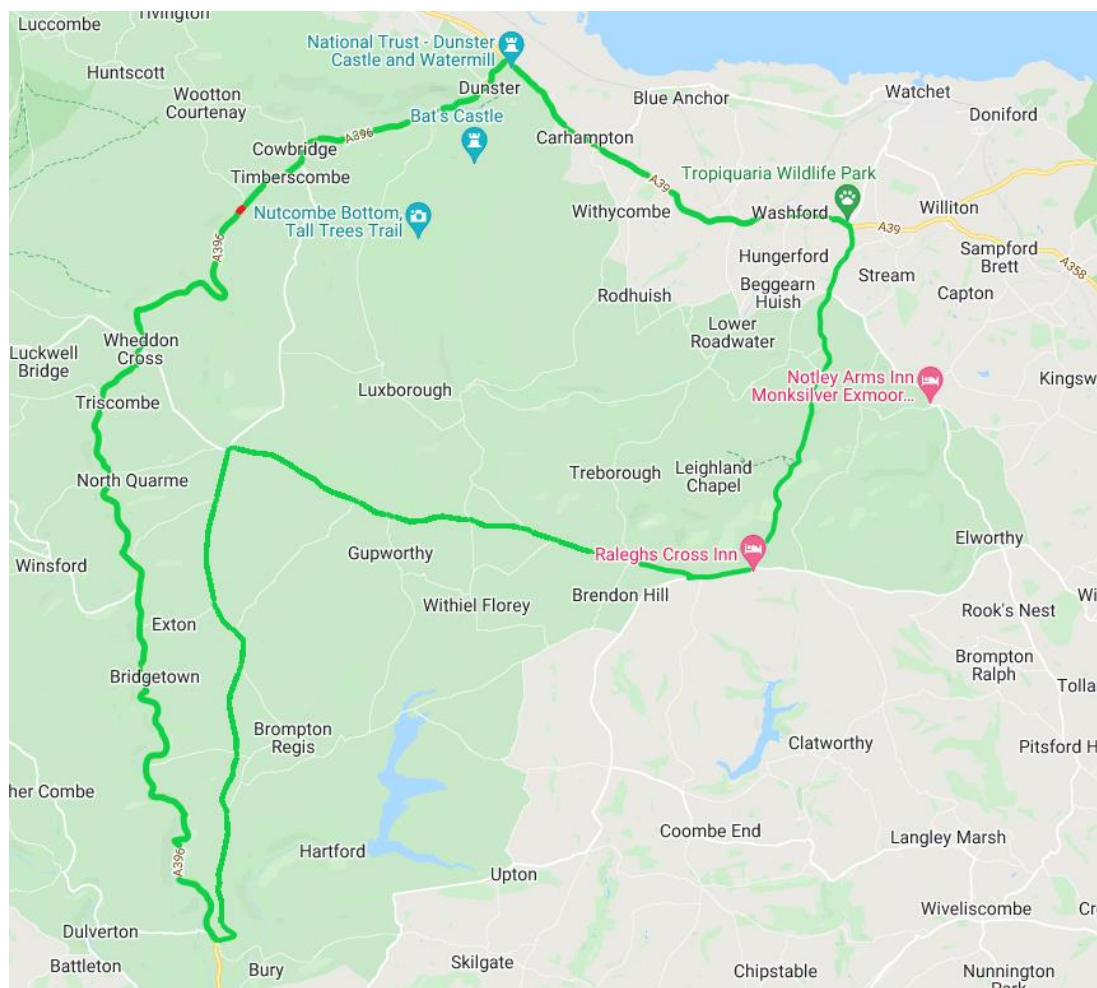 Tivington
Luccombe
National Trust - Dunster
Castle and Watermill
Huntscott
Dunster
Wootton
Courtenay
Bat's Castle
Blue Anchor
Watchet
Doniford
A396
Carhampton
Cowbridge
Timberscombe
A39
Tropiquaria Wildlife Park
Nutcombe Bottom,
Tall Trees Trail
Withycombe
Washford
Williton
A39
A396
Hungerford
Sampford
Brett
A358
Stream
Beggearn
Huish
Capton
Rodhuish
Lower
Roadwater
Wheddon
Cross
Luckwell
Bridge
Notley Arms Inn
Monksilver Exmoor...
Kingsw
Triscombe
Luxborough
North Quarme
Treborough
Leighland
Chapel
Elworthy
Gupworthy
Raleghs Cross Inn
Winsford
Brendon Hill
Withiel Florey
Wi
Rook's Nest
Exton
Brompton
Ralph
Bridgetown
Tolla
Brompton
Regis
Clatworthy
Pitsford H
her Combe
Coombe End
Langley Marsh
A396
Hartford
Upton
Dulverton
Wiveliscombe
Cr
Battleton
Bury
Skilgate
Chipstable
Nunnington
Park